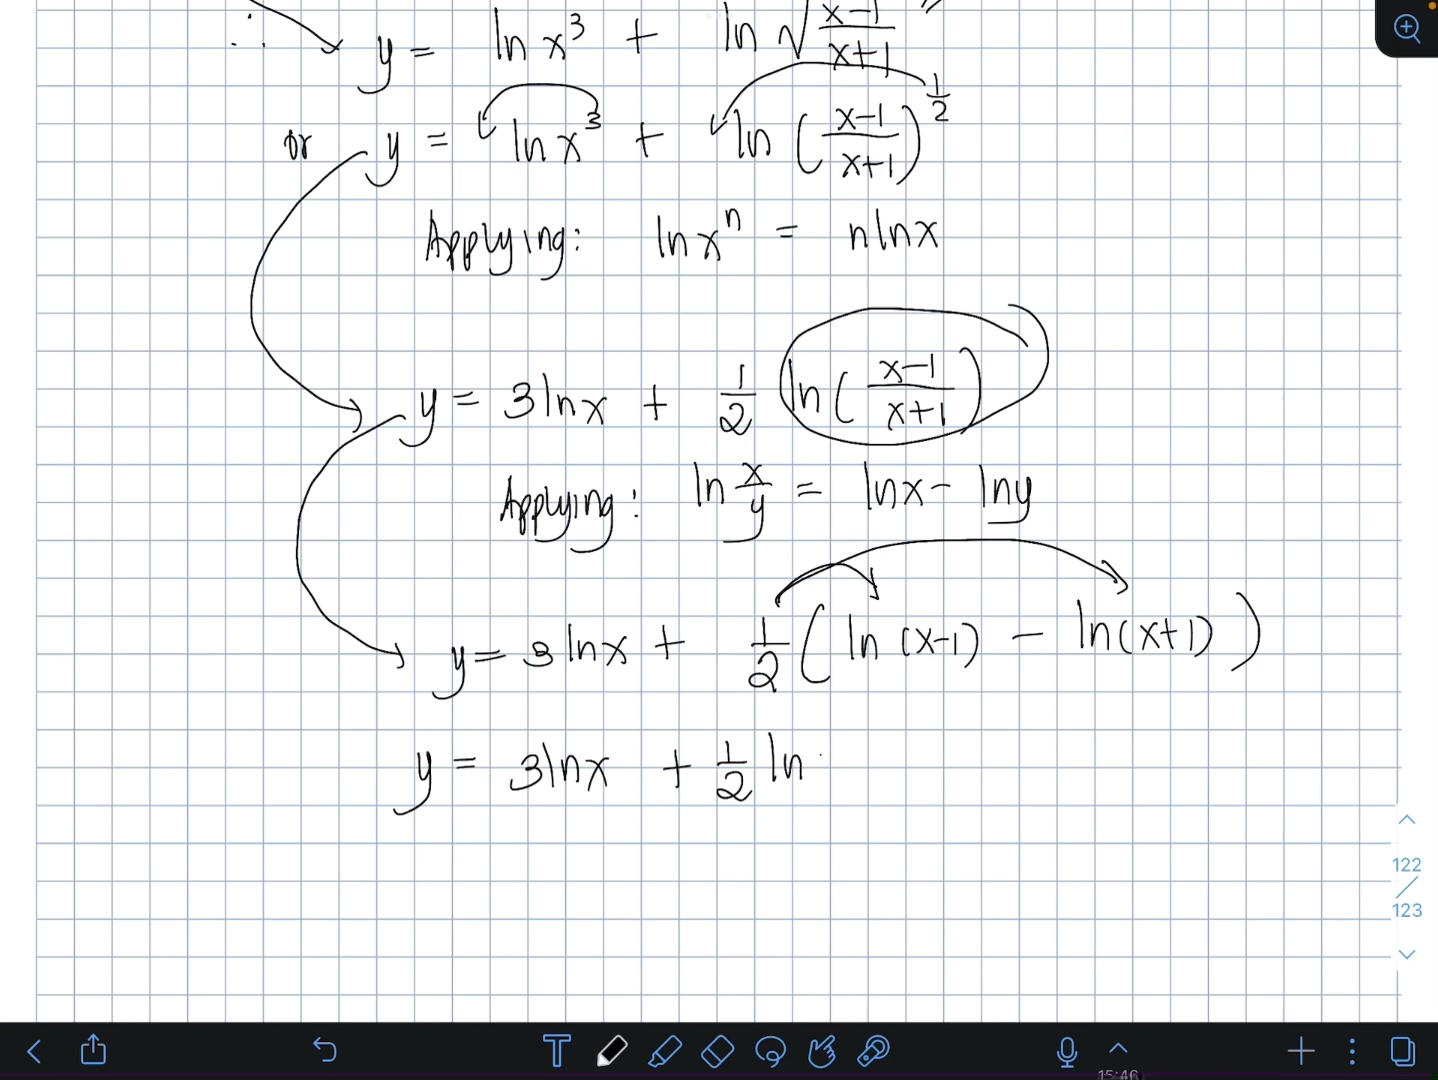 ∴ y = ln x³ + ln √((x−1)/(x+1))
or y = ln x³ + ln ((x−1)/(x+1))^(1/2)
Applying: ln xⁿ = n ln x
y = 3 ln x + 1/2 ln((x−1)/(x+1))
Applying: ln x/y = ln x − ln y
y = 3 ln x + 1/2 (ln (x−1) − ln(x+1))
y = 3 ln x + 1/2 ln
122
/
123
T
15:46